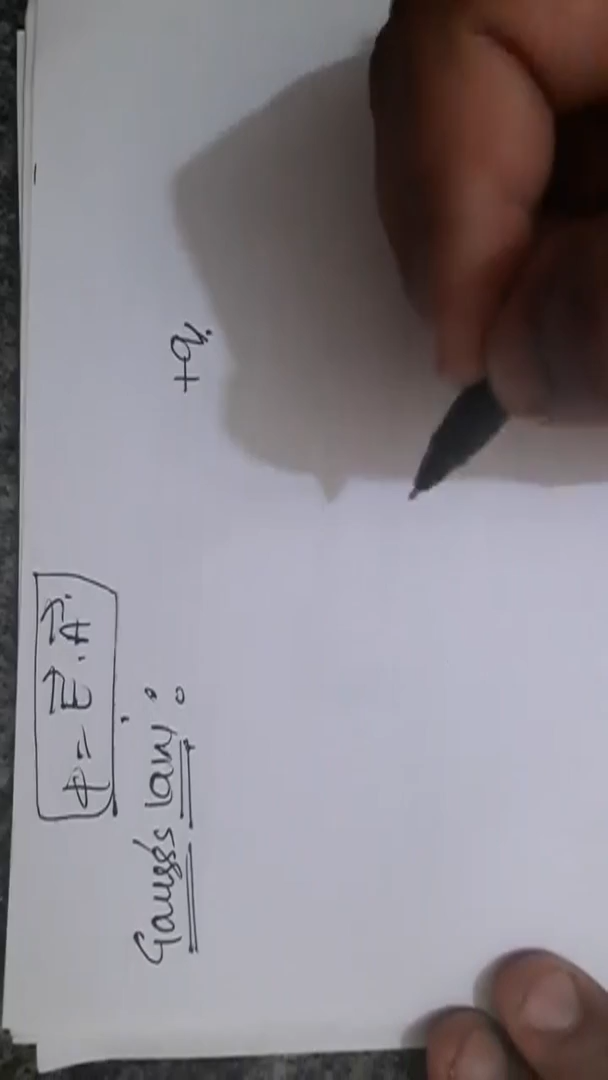 φ = E⃗ . A⃗.
Gauss's law :
+q.